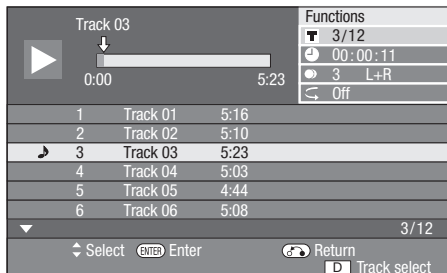 Track 03
0:00 5:23
Functions
T 3/12
00:00:11
3 L+R
Off
1 Track 01 5:16
2 Track 02 5:10
3 Track 03 5:23
4 Track 04 5:03
5 Track 05 4:44
6 Track 06 5:08
3/12
Select ENTER Enter Return
D Track select